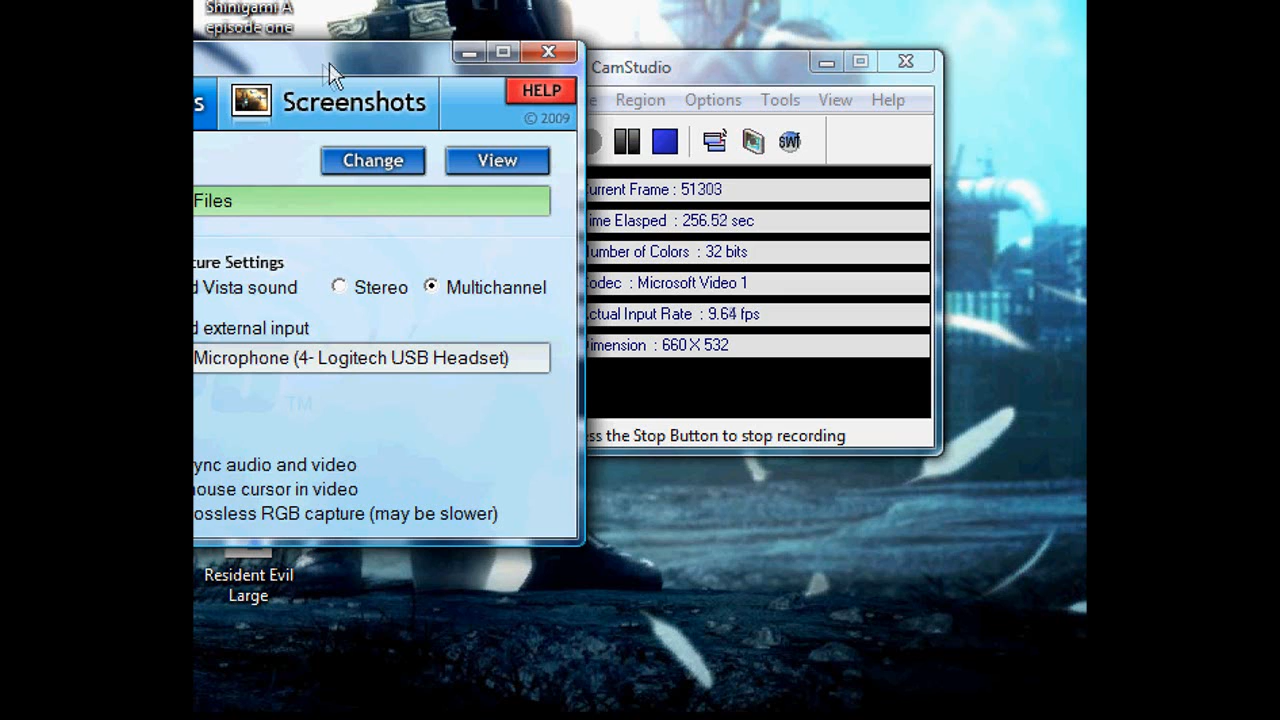 Shinigami A
episode one
s Screenshots
HELP
© 2009
Change View
Files
ture Settings
d Vista sound Stereo Multichannel
d external input
Microphone (4- Logitech USB Headset)
TM
ync audio and video
mouse cursor in video
ossless RGB capture (may be slower)
CamStudio
e Region Options Tools View Help
SWf
urrent Frame : 51303
ime Elasped : 256.52 sec
umber of Colors : 32 bits
odec : Microsoft Video 1
ctual Input Rate : 9.64 fps
imension : 660 X 532
ess the Stop Button to stop recording
Resident Evil
Large